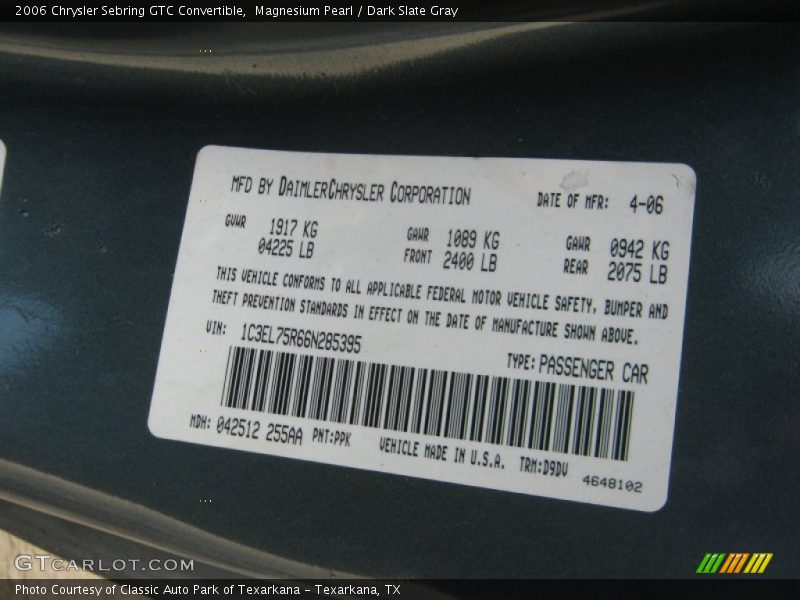 2006 Chrysler Sebring GTC Convertible,  Magnesium Pearl / Dark Slate Gray
MFD BY DAIMLERCHRYSLER CORPORATION DATE OF MFR: 4-06
GVWR 1917 KG GAWR 1089 KG GAWR 0942 KG
04225 LB FRONT 2400 LB REAR 2075 LB
THIS VEHICLE CONFORMS TO ALL APPLICABLE FEDERAL MOTOR VEHICLE SAFETY, BUMPER AND
THEFT PREVENTION STANDARDS IN EFFECT ON THE DATE OF MANUFACTURE SHOWN ABOVE.
VIN: 1C3EL75R66N285395 TYPE: PASSENGER CAR
MDH: 042512 255AA PNT:PPK VEHICLE MADE IN U.S.A. TRM:D9DV 4648102
GTCARLOT.COM
Photo Courtesy of Classic Auto Park of Texarkana - Texarkana, TX